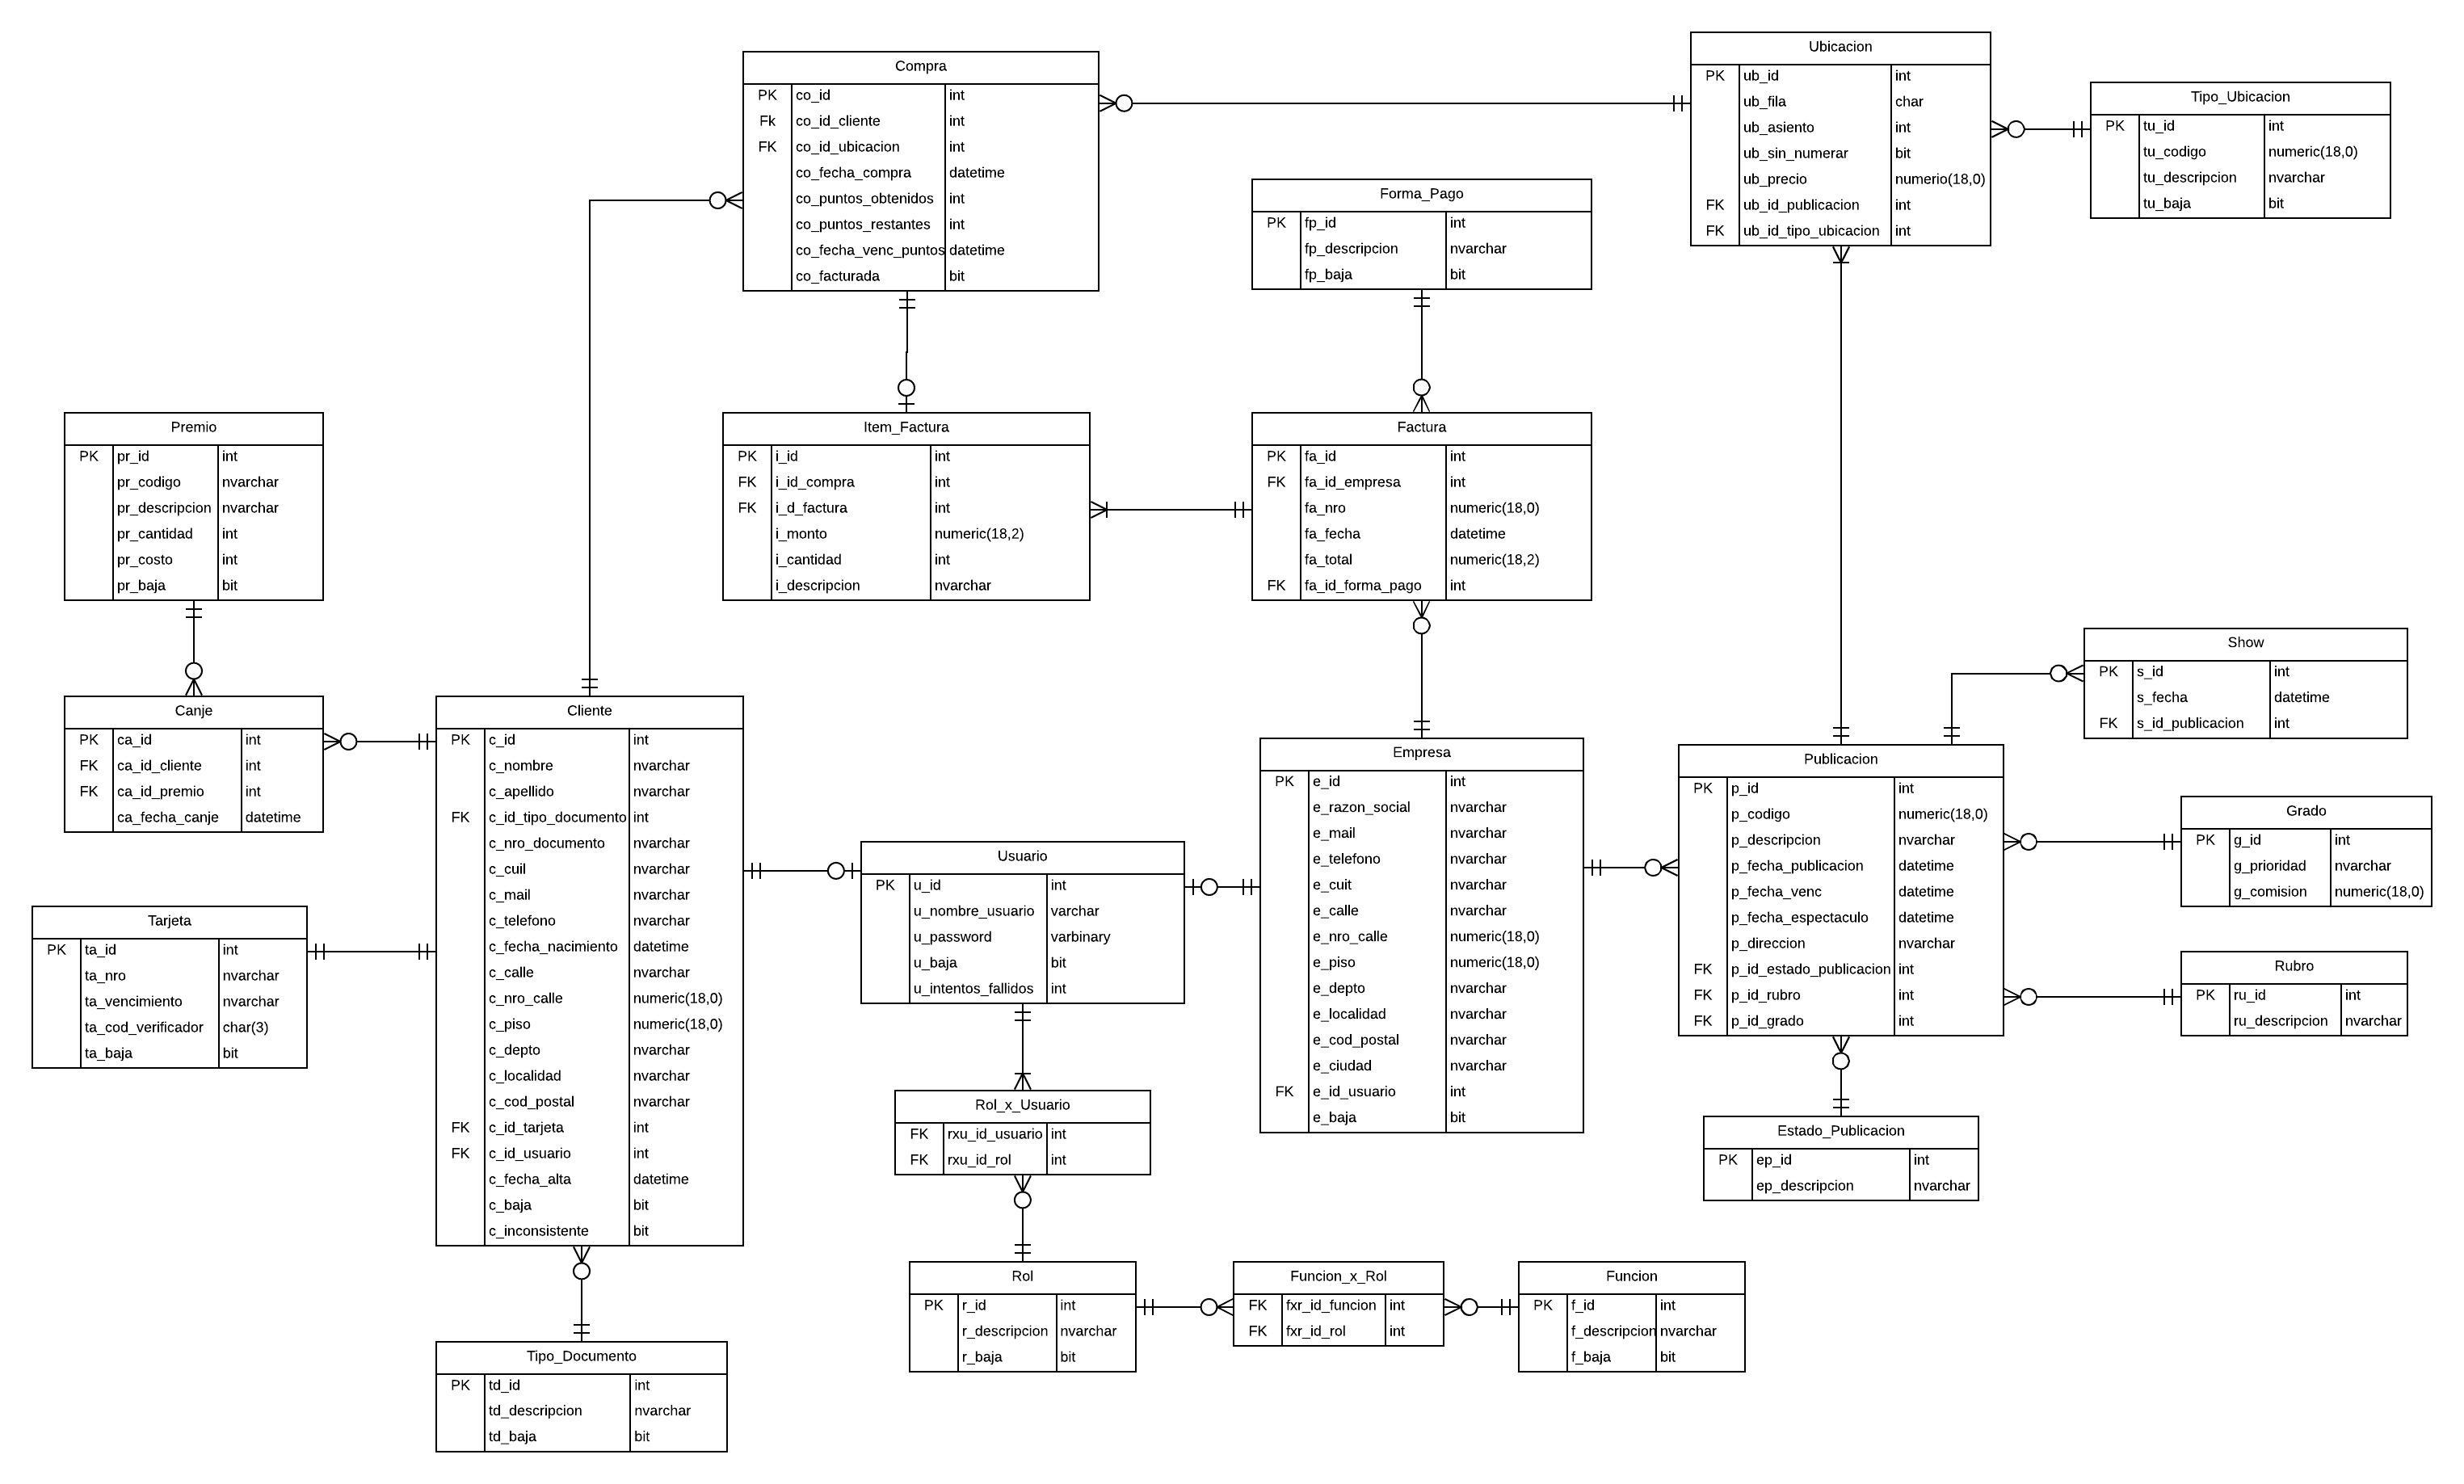 Compra
PK co_id int
Fk co_id_cliente int
FK co_id_ubicacion int
co_fecha_compra datetime
co_puntos_obtenidos int
co_puntos_restantes int
co_fecha_venc_puntos datetime
co_facturada bit
Ubicacion
PK ub_id int
ub_fila char
ub_asiento int
ub_sin_numerar bit
ub_precio numerio(18,0)
FK ub_id_publicacion int
FK ub_id_tipo_ubicacion int
Tipo_Ubicacion
PK tu_id int
tu_codigo numeric(18,0)
tu_descripcion nvarchar
tu_baja bit
Forma_Pago
PK fp_id int
fp_descripcion nvarchar
fp_baja bit
Premio
PK pr_id int
pr_codigo nvarchar
pr_descripcion nvarchar
pr_cantidad int
pr_costo int
pr_baja bit
Item_Factura
PK i_id int
FK i_id_compra int
FK i_d_factura int
i_monto numeric(18,2)
i_cantidad int
i_descripcion nvarchar
Factura
PK fa_id int
FK fa_id_empresa int
fa_nro numeric(18,0)
fa_fecha datetime
fa_total numeric(18,2)
FK fa_id_forma_pago int
Show
PK s_id int
s_fecha datetime
FK s_id_publicacion int
Canje
PK ca_id int
FK ca_id_cliente int
FK ca_id_premio int
ca_fecha_canje datetime
Cliente
PK c_id int
c_nombre nvarchar
c_apellido nvarchar
FK c_id_tipo_documento int
c_nro_documento nvarchar
c_cuil nvarchar
c_mail nvarchar
c_telefono nvarchar
c_fecha_nacimiento datetime
c_calle nvarchar
c_nro_calle numeric(18,0)
c_piso numeric(18,0)
c_depto nvarchar
c_localidad nvarchar
c_cod_postal nvarchar
FK c_id_tarjeta int
FK c_id_usuario int
c_fecha_alta datetime
c_baja bit
c_inconsistente bit
Empresa
PK e_id int
e_razon_social nvarchar
e_mail nvarchar
e_telefono nvarchar
e_cuit nvarchar
e_calle nvarchar
e_nro_calle numeric(18,0)
e_piso numeric(18,0)
e_depto nvarchar
e_localidad nvarchar
e_cod_postal nvarchar
e_ciudad nvarchar
FK e_id_usuario int
e_baja bit
Publicacion
PK p_id int
p_codigo numeric(18,0)
p_descripcion nvarchar
p_fecha_publicacion datetime
p_fecha_venc datetime
p_fecha_espectaculo datetime
p_direccion nvarchar
FK p_id_estado_publicacion int
FK p_id_rubro int
FK p_id_grado int
Grado
PK g_id int
g_prioridad nvarchar
g_comision numeric(18,0)
Usuario
PK u_id int
u_nombre_usuario varchar
u_password varbinary
u_baja bit
u_intentos_fallidos int
Tarjeta
PK ta_id int
ta_nro nvarchar
ta_vencimiento nvarchar
ta_cod_verificador char(3)
ta_baja bit
Rubro
PK ru_id int
ru_descripcion nvarchar
Rol_x_Usuario
FK rxu_id_usuario int
FK rxu_id_rol int
Estado_Publicacion
PK ep_id int
ep_descripcion nvarchar
Rol
PK r_id int
r_descripcion nvarchar
r_baja bit
Funcion_x_Rol
FK fxr_id_funcion int
FK fxr_id_rol int
Funcion
PK f_id int
f_descripcion nvarchar
f_baja bit
Tipo_Documento
PK td_id int
td_descripcion nvarchar
td_baja bit